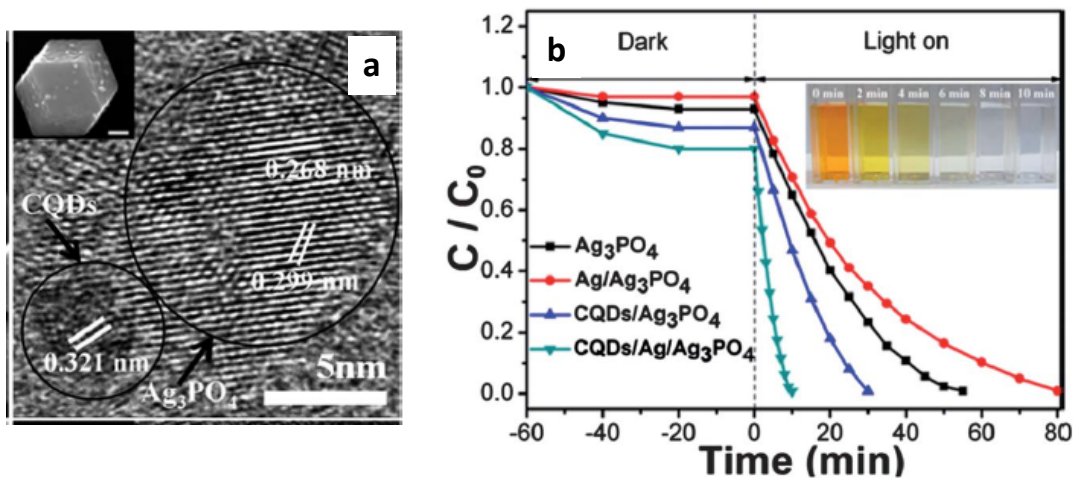 a
CQDs
0.268 nm
0.299 nm
0.321 nm
Ag₃PO₄
5nm
b
Dark
Light on
0 min 2 min 4 min 6 min 8 min 10 min
Ag₃PO₄
Ag/Ag₃PO₄
CQDs/Ag₃PO₄
CQDs/Ag/Ag₃PO₄
C / C₀
1.2
1.0
0.8
0.6
0.4
0.2
0.0
-60 -40 -20 0 20 40 60 80
Time (min)